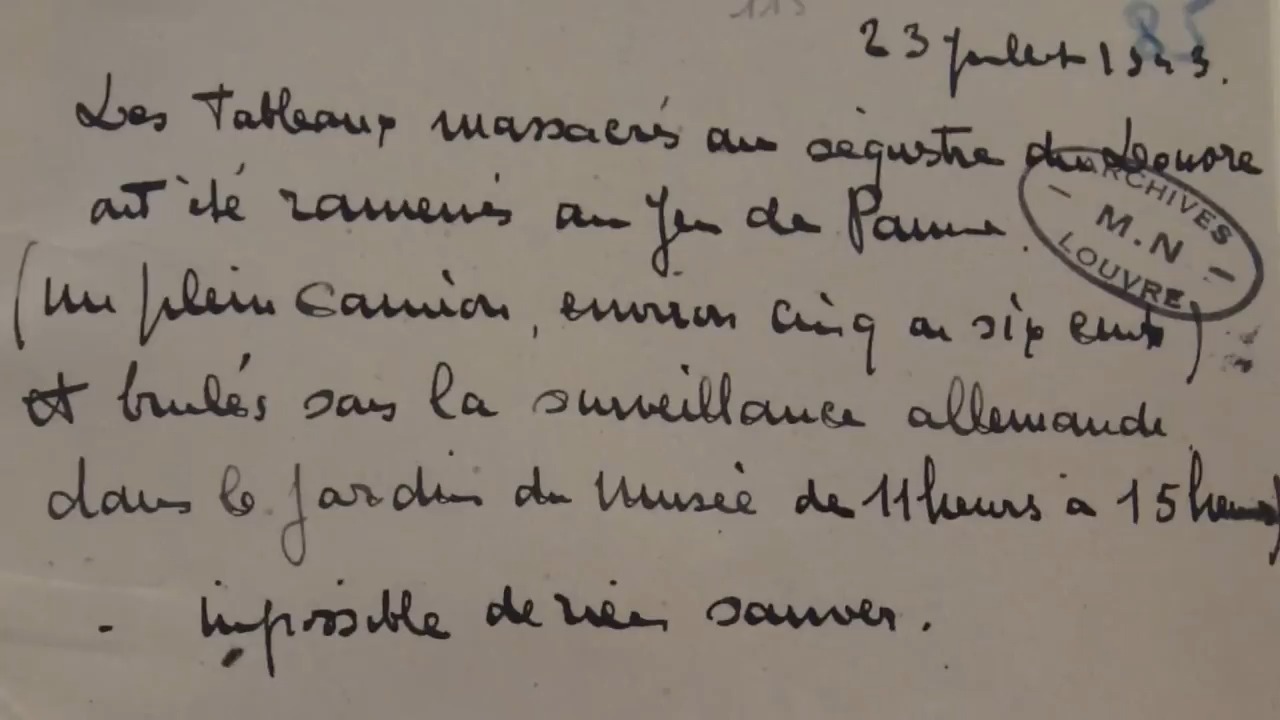 115
85
23 juillet 1943.
Les Tableaux massacrés au séquestre du Louvre
ont été ramenés au Jeu de Paume.
ARCHIVES
M.N
LOUVRE
(un plein camion, environ cinq ou six cents)
et brulés sous la surveillance allemande
dans le jardin du Musée de 11 heures à 15 heures
- impossible de rien sauver.